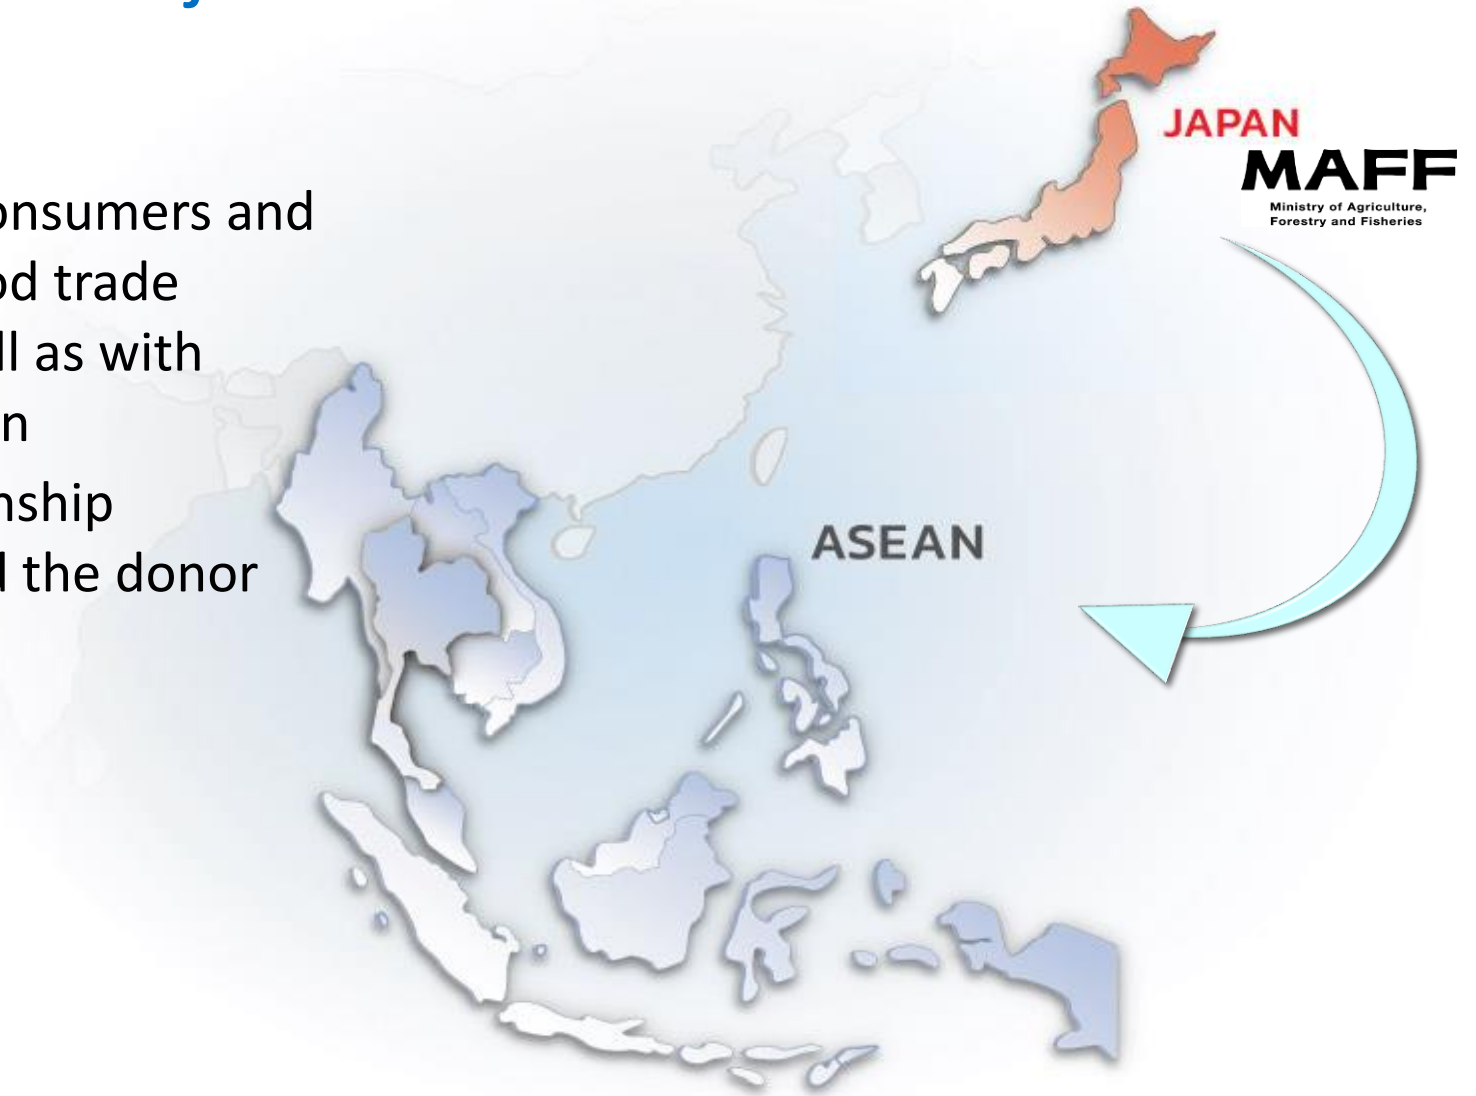 onsumers and
od trade
ll as with
n
nship
d the donor
JAPAN
MAFF
Ministry of Agriculture,
Forestry and Fisheries
ASEAN